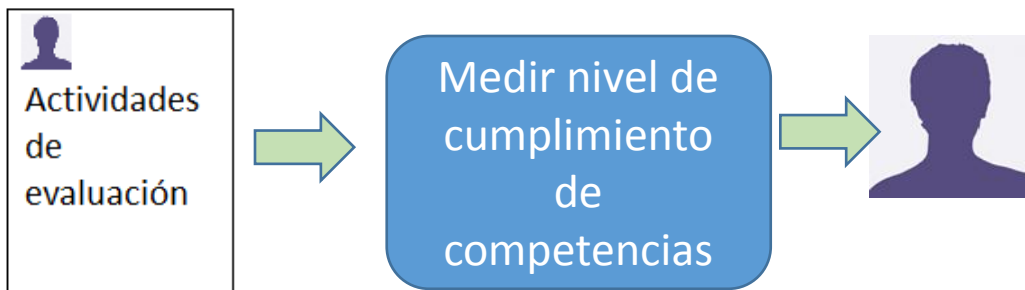 Actividades
de
evaluación
Medir nivel de
cumplimiento
de
competencias